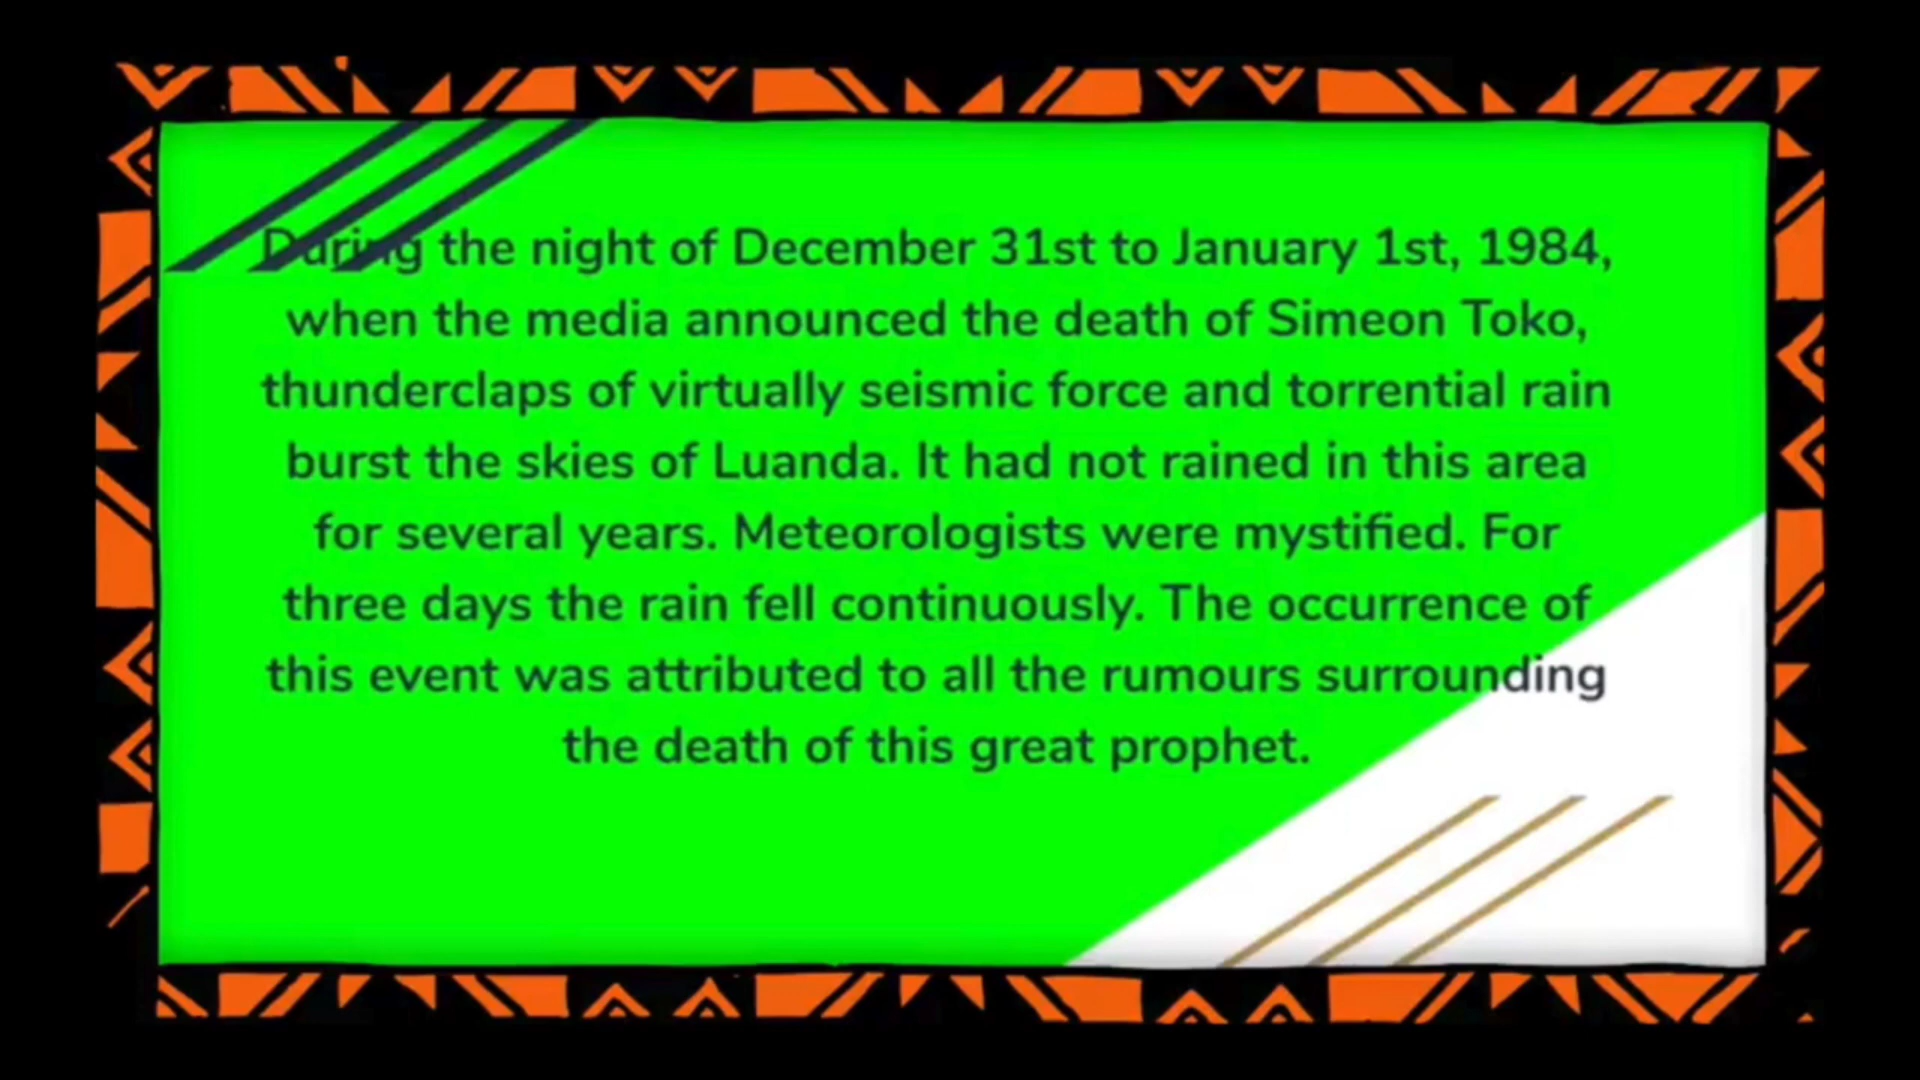 During the night of December 31st to January 1st, 1984,
when the media announced the death of Simeon Toko,
thunderclaps of virtually seismic force and torrential rain
burst the skies of Luanda. It had not rained in this area
for several years. Meteorologists were mystified. For
three days the rain fell continuously. The occurrence of
this event was attributed to all the rumours surrounding
the death of this great prophet.